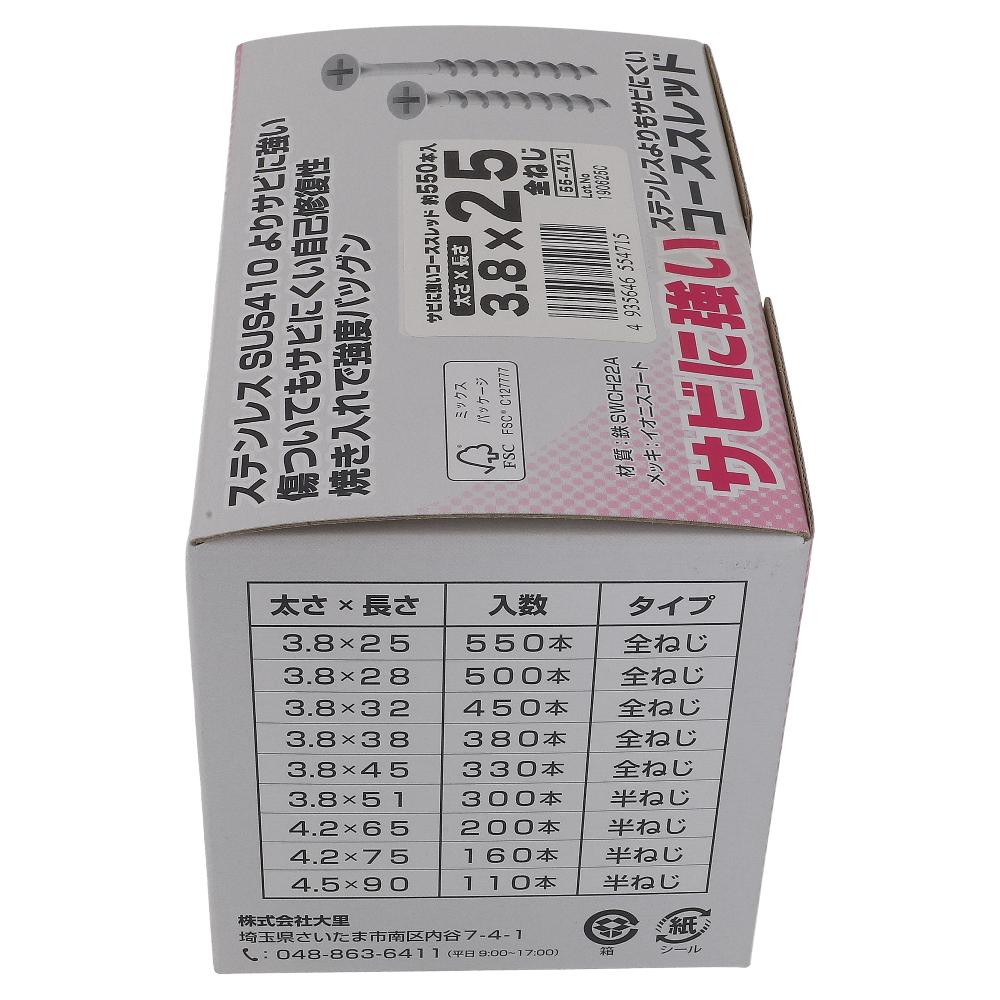 ステンレスSUS410よりサビに強い
傷ついてもサビにくい自己修復性
焼き入れで強度バツグン
サビに強いコーススレッド 約550本入
太さ×長さ
3.8×25
全ねじ
55-471
Lot.No
190625C
4 935646 554715
FSC
ミックス
パッケージ
FSC® C127777
材質:鉄SWCH22A
メッキ:イオニスコート
ステンレスよりもサビにくい
サビに強いコーススレッド
太さ×長さ 入数 タイプ
3.8×25 550本 全ねじ
3.8×28 500本 全ねじ
3.8×32 450本 全ねじ
3.8×38 380本 全ねじ
3.8×45 330本 全ねじ
3.8×51 300本 半ねじ
4.2×65 200本 半ねじ
4.2×75 160本 半ねじ
4.5×90 110本 半ねじ
株式会社大里
埼玉県さいたま市南区内谷7-4-1
:048-863-6411(平日9:00~17:00)
箱
紙
シール